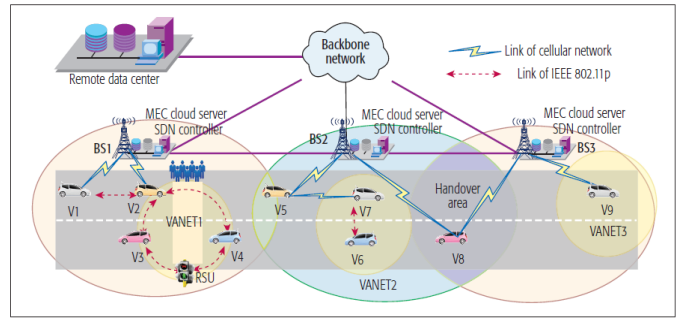 Remote data center
Backbone
network
Link of cellular network
Link of IEEE 802.11p
MEC cloud server
SDN controller
BS1
MEC cloud server
SDN controller
BS2
MEC cloud server
SDN controller
BS3
V1
V2
VANET1
V3
V4
RSU
V5
V7
V6
VANET2
Handover
area
V8
V9
VANET3